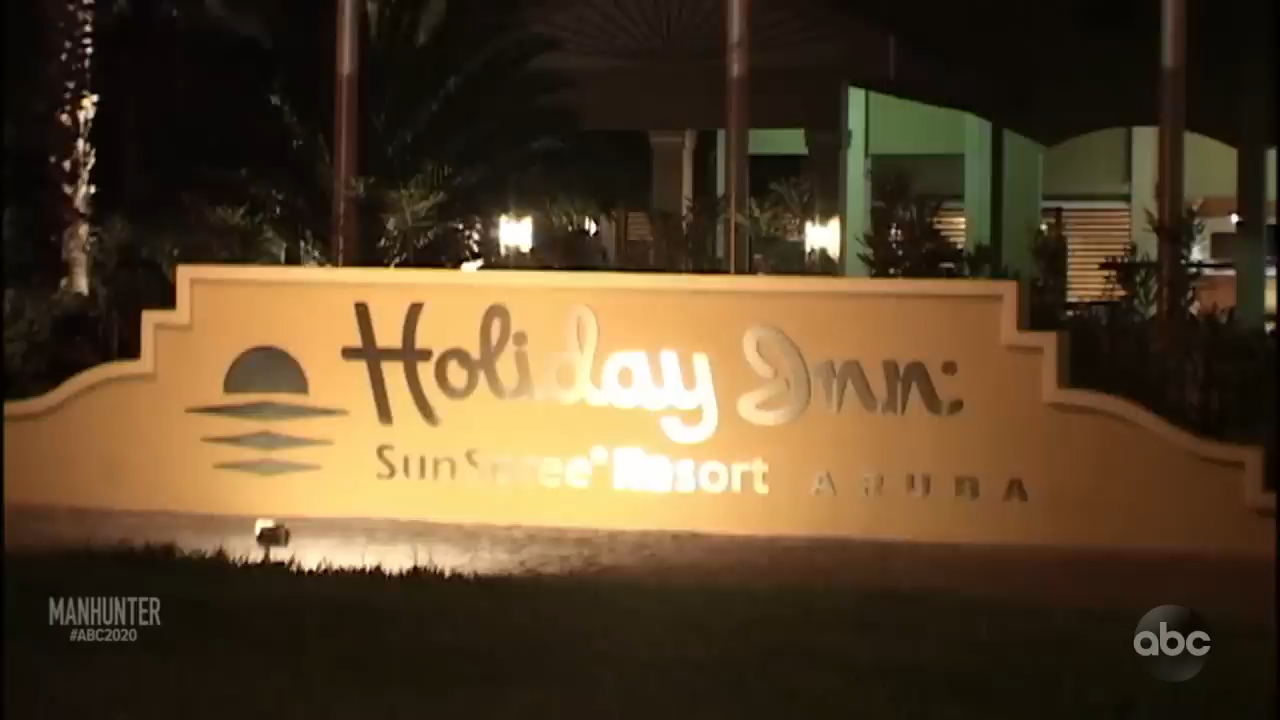 Holiday Inn
SunSpree® Resort ARUBA
MANHUNTER
#ABC2020
abc